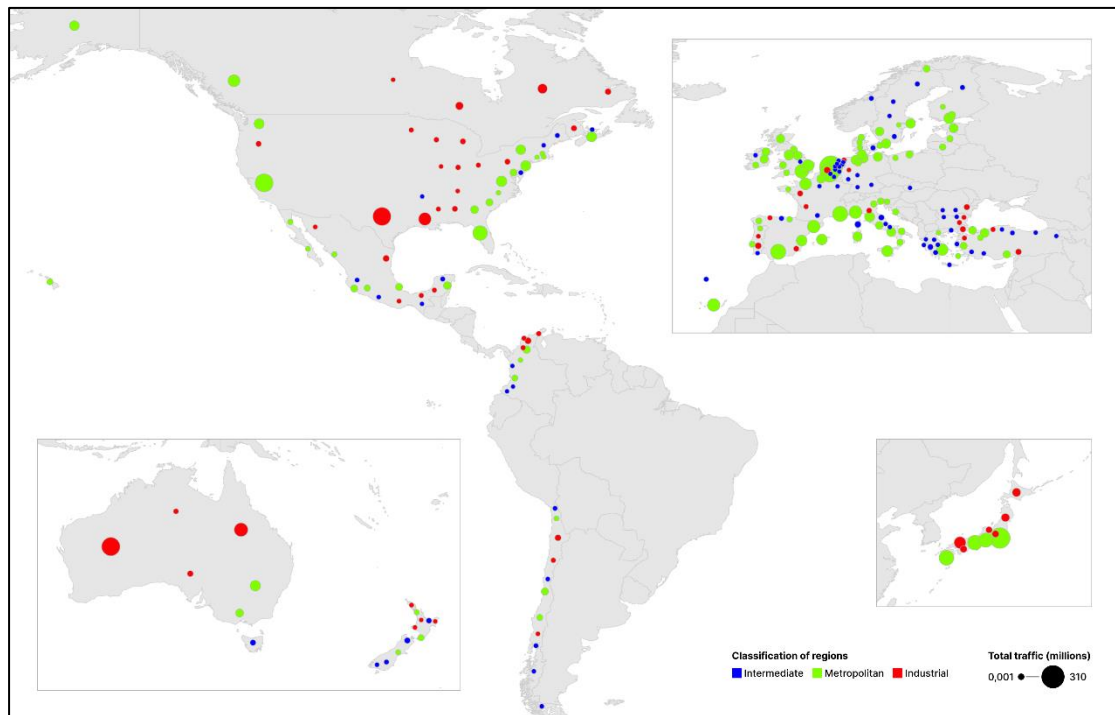 Classification of regions
Intermediate Metropolitan Industrial
Total traffic (millions)
0,001 310